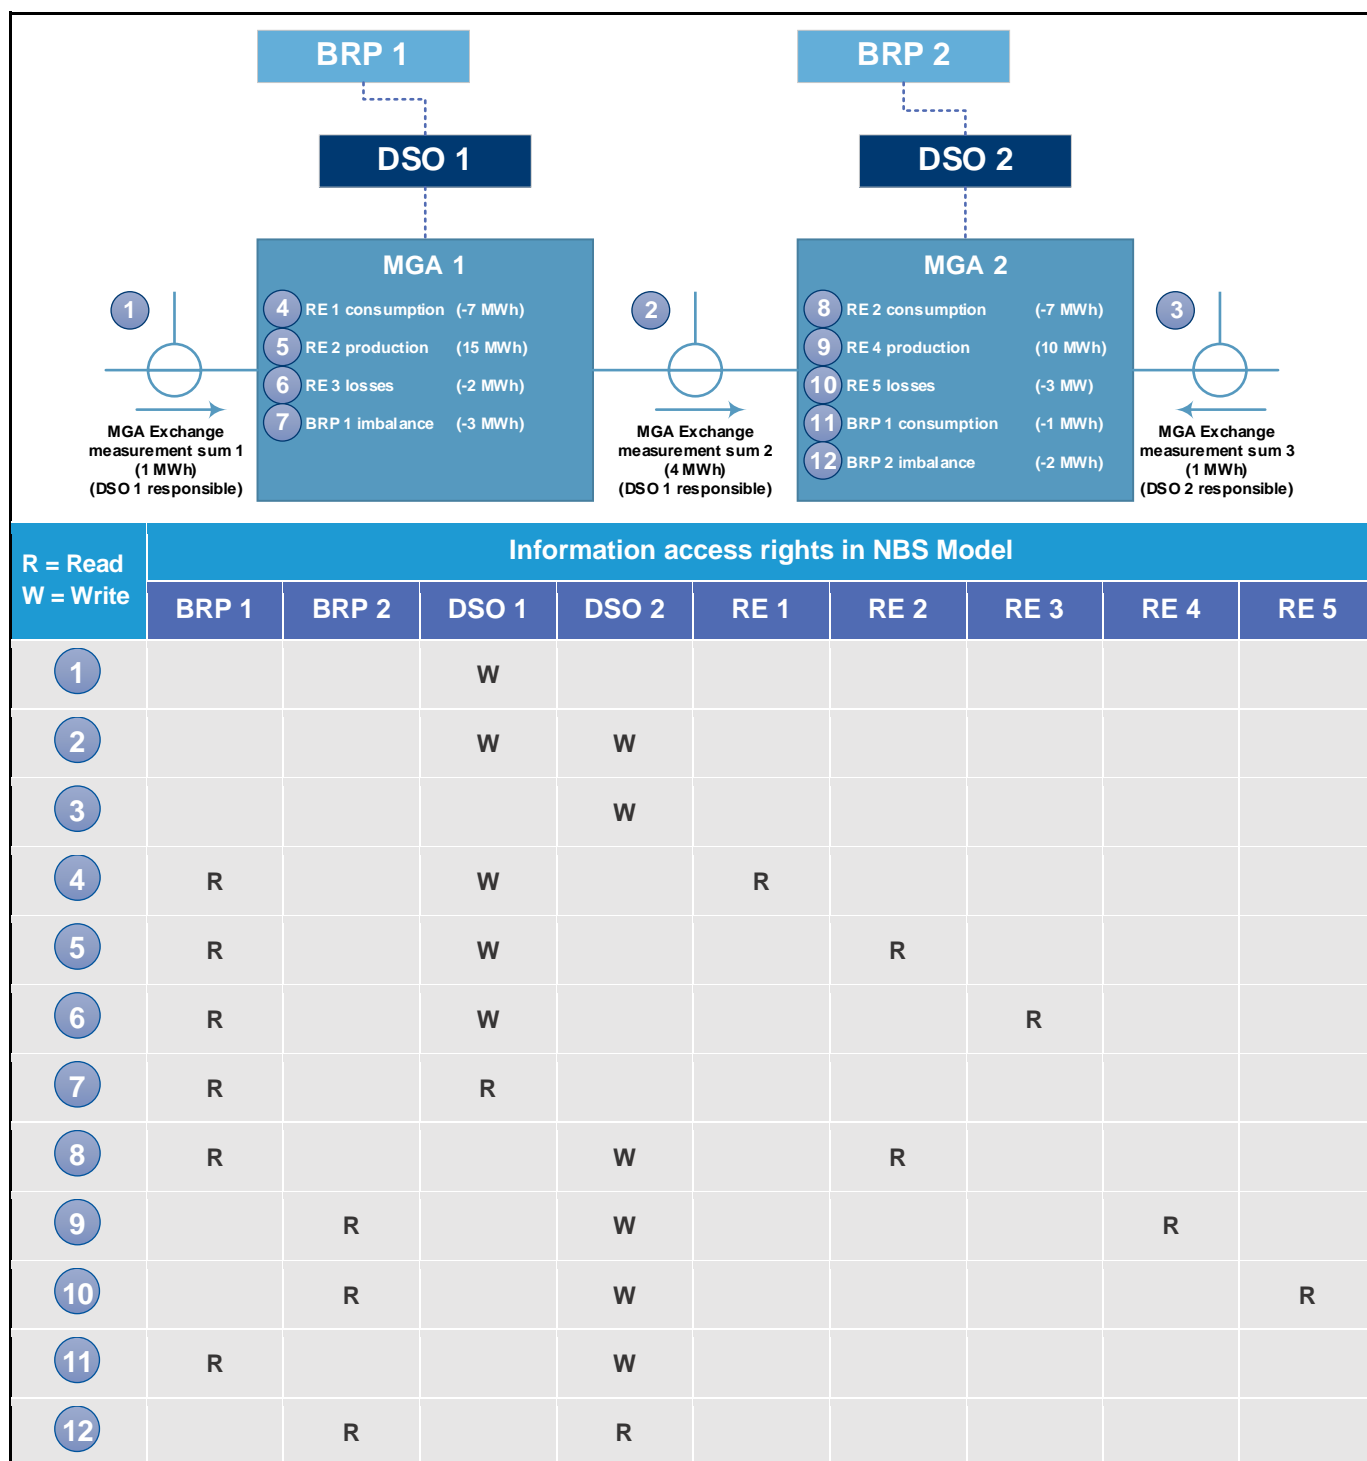 BRP 1
BRP 2
DSO 1
DSO 2
MGA 1
MGA 2
1
4 RE 1 consumption (-7 MWh)
5 RE 2 production (15 MWh)
6 RE 3 losses (-2 MWh)
7 BRP 1 imbalance (-3 MWh)
2
8 RE 2 consumption (-7 MWh)
9 RE 4 production (10 MWh)
10 RE 5 losses (-3 MW)
11 BRP 1 consumption (-1 MWh)
12 BRP 2 imbalance (-2 MWh)
3
MGA Exchange
measurement sum 1
(1 MWh)
(DSO 1 responsible)
MGA Exchange
measurement sum 2
(4 MWh)
(DSO 1 responsible)
MGA Exchange
measurement sum 3
(1 MWh)
(DSO 2 responsible)
R = Read
W = Write
Information access rights in NBS Model
BRP 1 BRP 2 DSO 1 DSO 2 RE 1 RE 2 RE 3 RE 4 RE 5
1 W
2 W W
3 W
4 R W R
5 R W R
6 R W R
7 R R
8 R W R
9 R W R
10 R W R
11 R W
12 R R